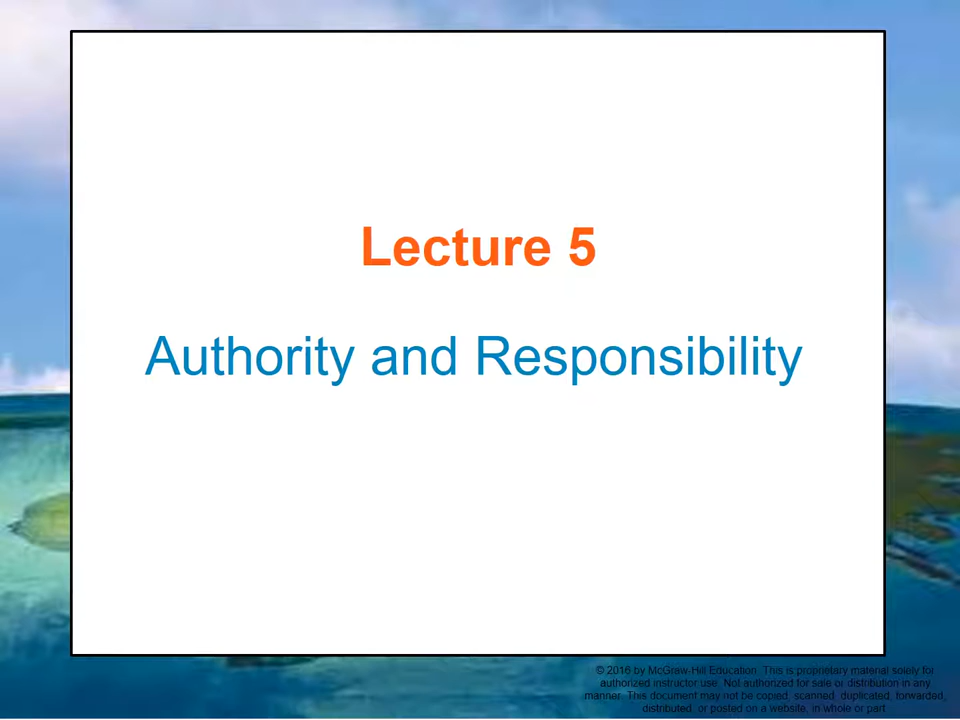 Lecture 5
Authority and Responsibility
© 2016 by McGraw-Hill Education. This is proprietary material solely for
authorized instructor use. Not authorized for sale or distribution in any
manner. This document may not be copied, scanned, duplicated, forwarded,
distributed, or posted on a website, in whole or part.